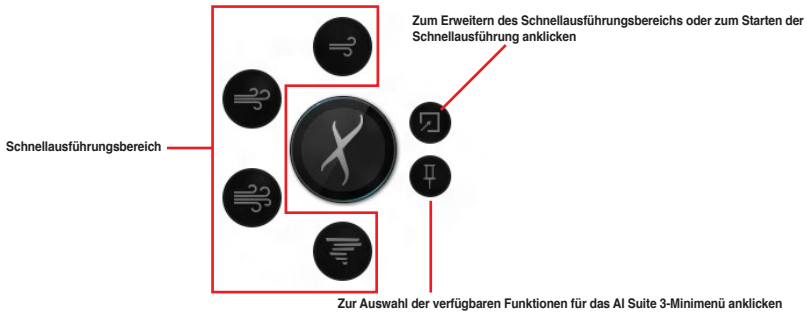 Zum Erweitern des Schnellausführungsbereichs oder zum Starten der
Schnellausführung anklicken
Schnellausführungsbereich
Zur Auswahl der verfügbaren Funktionen für das AI Suite 3-Minimenü anklicken